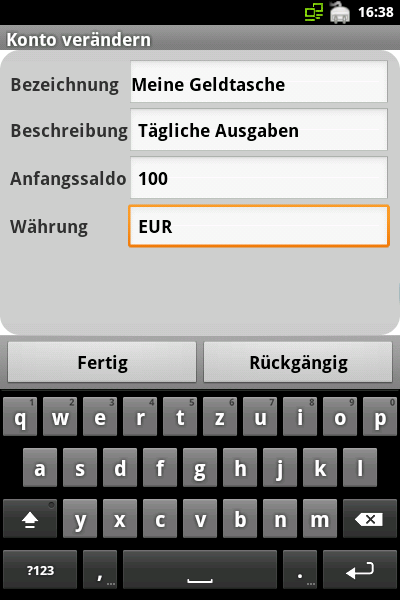 16:38
Konto verändern
Bezeichnung Meine Geldtasche
Beschreibung Tägliche Ausgaben
Anfangssaldo 100
Währung EUR
Fertig Rückgängig
1 2 3 4 5 6 7 8 9 0
q w e r t z u i o p
a s d f g h j k l
y x c v b n m
?123 , ... . ...